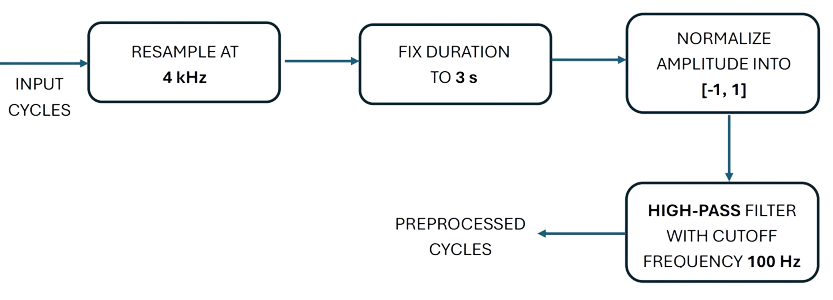 INPUT
CYCLES
RESAMPLE AT
4 kHz
FIX DURATION
TO 3 s
NORMALIZE
AMPLITUDE INTO
[-1, 1]
HIGH-PASS FILTER
WITH CUTOFF
FREQUENCY 100 Hz
PREPROCESSED
CYCLES